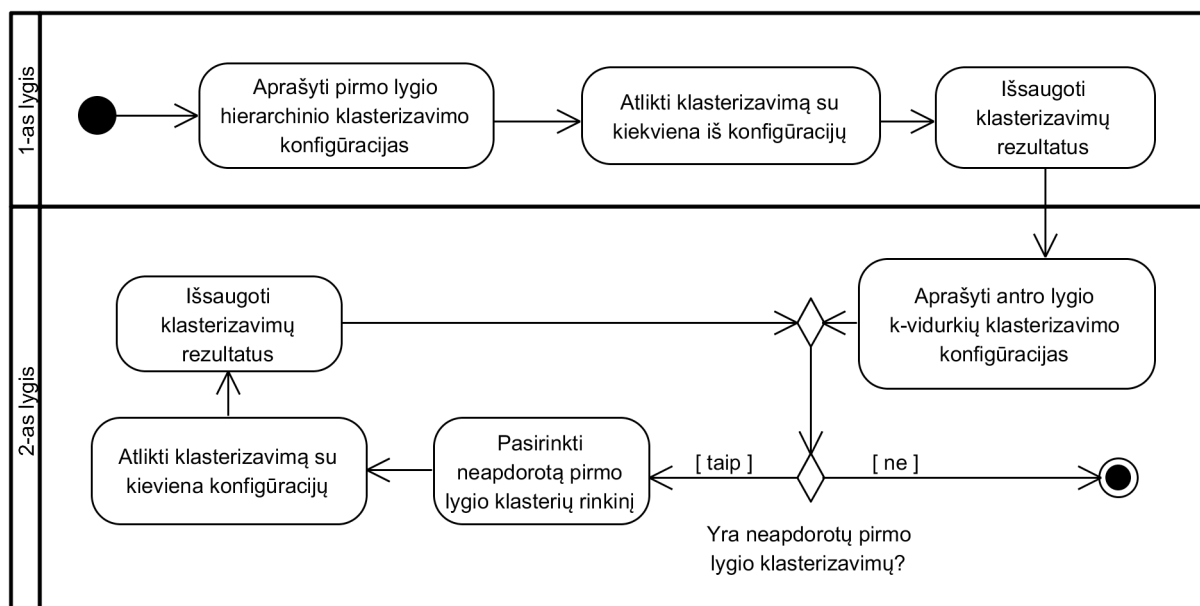 1-as lygis
Aprašyti pirmo lygio
hierarchinio klasterizavimo
konfigūracijas
Atlikti klasterizavimą su
kiekviena iš konfigūracijų
Išsaugoti
klasterizavimų
rezultatus
2-as lygis
Aprašyti antro lygio
k-vidurkių klasterizavimo
konfigūracijas
Išsaugoti
klasterizavimų
rezultatus
Atlikti klasterizavimą su
kieviena konfigūracijų
Pasirinkti
neapdorotą pirmo
lygio klasterių rinkinį
[ taip ]
[ ne ]
Yra neapdorotų pirmo
lygio klasterizavimų?